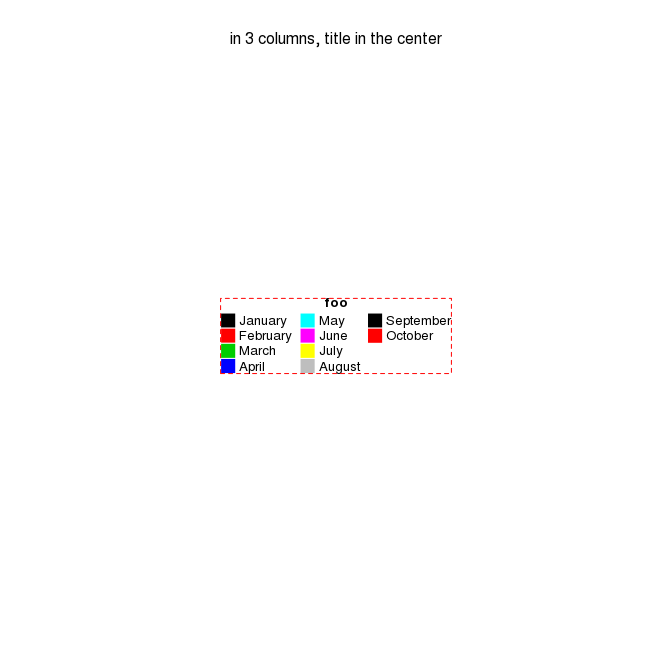 in 3 columns, title in the center
foo
January May September
February June October
March July
April August